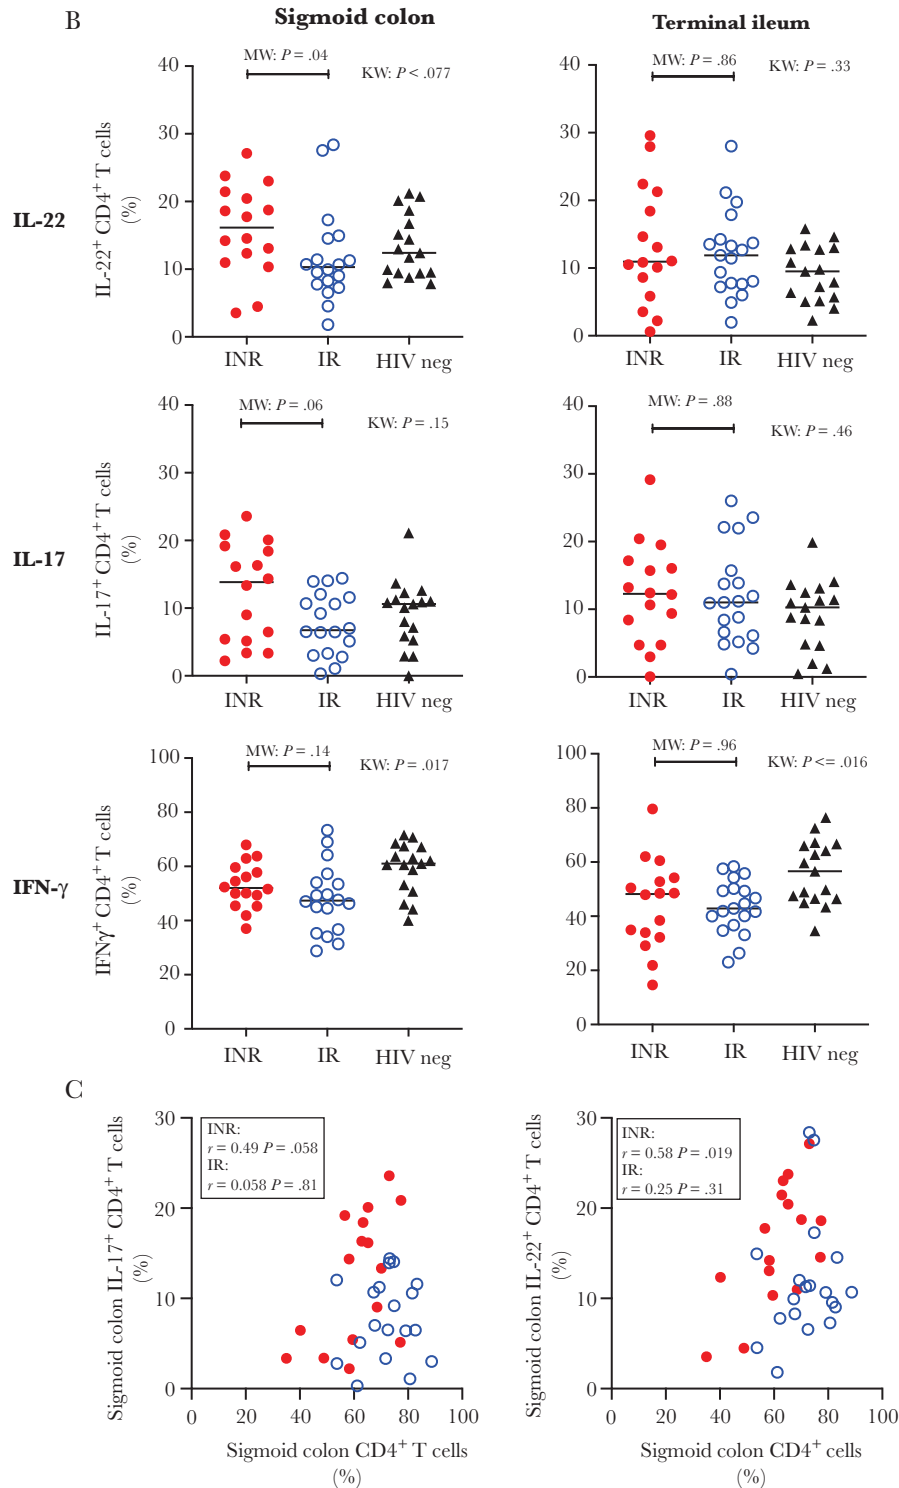 B
Sigmoid colon
Terminal ileum
MW: P = .04
KW: P < .077
MW: P = .86
KW: P = .33
IL-22
IL-22⁺ CD4⁺ T cells
(%)
40
30
20
10
0
INR
IR
HIV neg
40
30
20
10
0
INR
IR
HIV neg
MW: P = .06
KW: P = .15
MW: P = .88
KW: P = .46
IL-17
IL-17⁺ CD4⁺ T cells
(%)
40
30
20
10
0
INR
IR
HIV neg
40
30
20
10
0
INR
IR
HIV neg
MW: P = .14
KW: P = .017
MW: P = .96
KW: P <= .016
IFN-γ
IFNγ⁺ CD4⁺ T cells
(%)
100
80
60
40
20
0
INR
IR
HIV neg
100
80
60
40
20
0
INR
IR
HIV neg
C
Sigmoid colon IL-17⁺ CD4⁺ T cells
(%)
30
20
10
0
INR:
r = 0.49 P = .058
IR:
r = 0.058 P = .81
0 20 40 60 80 100
Sigmoid colon CD4⁺ T cells
(%)
Sigmoid colon IL-22⁺ CD4⁺ T cells
(%)
30
20
10
0
INR:
r = 0.58 P = .019
IR:
r = 0.25 P = .31
0 20 40 60 80 100
Sigmoid colon CD4⁺ cells
(%)